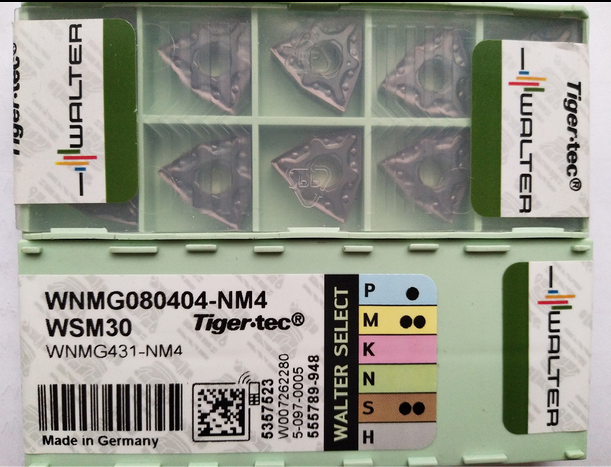 WALTER
Tiger·tec
WALTER
Tiger·tec®
WNMG080404-NM4
WSM30
Tiger·tec®
WNMG431-NM4
Made in Germany
5357523
W007262280
5-097-0005
555789-948
WALTER SELECT
P
M
K
N
S
H
WALTER